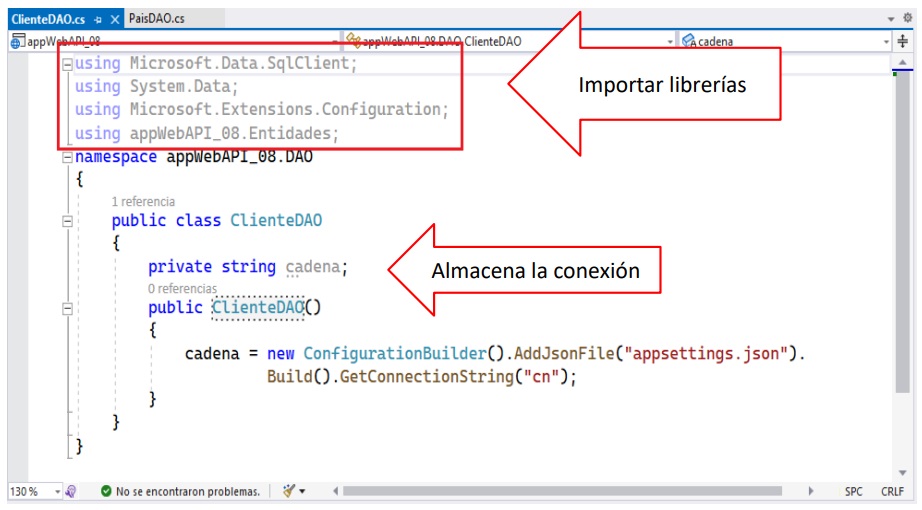 ClienteDAO.cs PaisDAO.cs
appWebAPI_08 appWebAPI_08.DAO.ClienteDAO cadena
using Microsoft.Data.SqlClient;
using System.Data;
using Microsoft.Extensions.Configuration;
using appWebAPI_08.Entidades;
Importar librerías
namespace appWebAPI_08.DAO
{
1 referencia
public class ClienteDAO
{
private string cadena;
Almacena la conexión
0 referencias
public ClienteDAO()
{
cadena = new ConfigurationBuilder().AddJsonFile("appsettings.json").
Build().GetConnectionString("cn");
}
}
}
130 % No se encontraron problemas. SPC CRLF